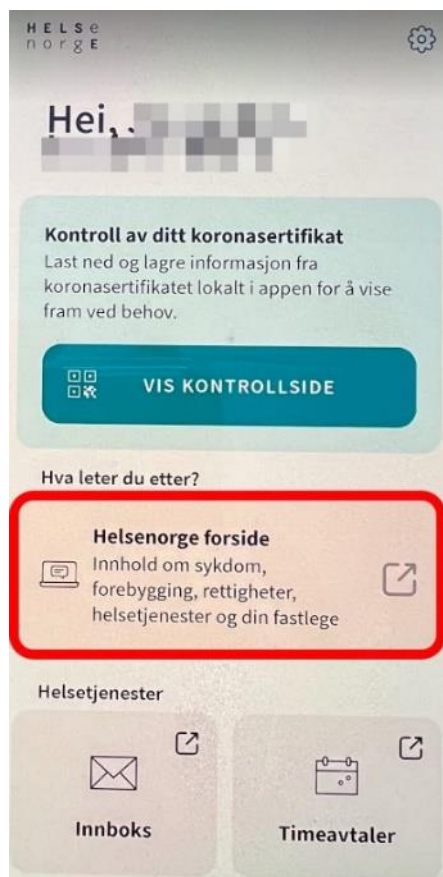 HELSe
norgE
Hei,
Kontroll av ditt koronasertifikat
Last ned og lagre informasjon fra
koronasertifikatet lokalt i appen for å vise
fram ved behov.
VIS KONTROLLSIDE
Hva leter du etter?
Helsenorge forside
Innhold om sykdom,
forebygging, rettigheter,
helsetjenester og din fastlege
Helsetjenester
Innboks
Timeavtaler